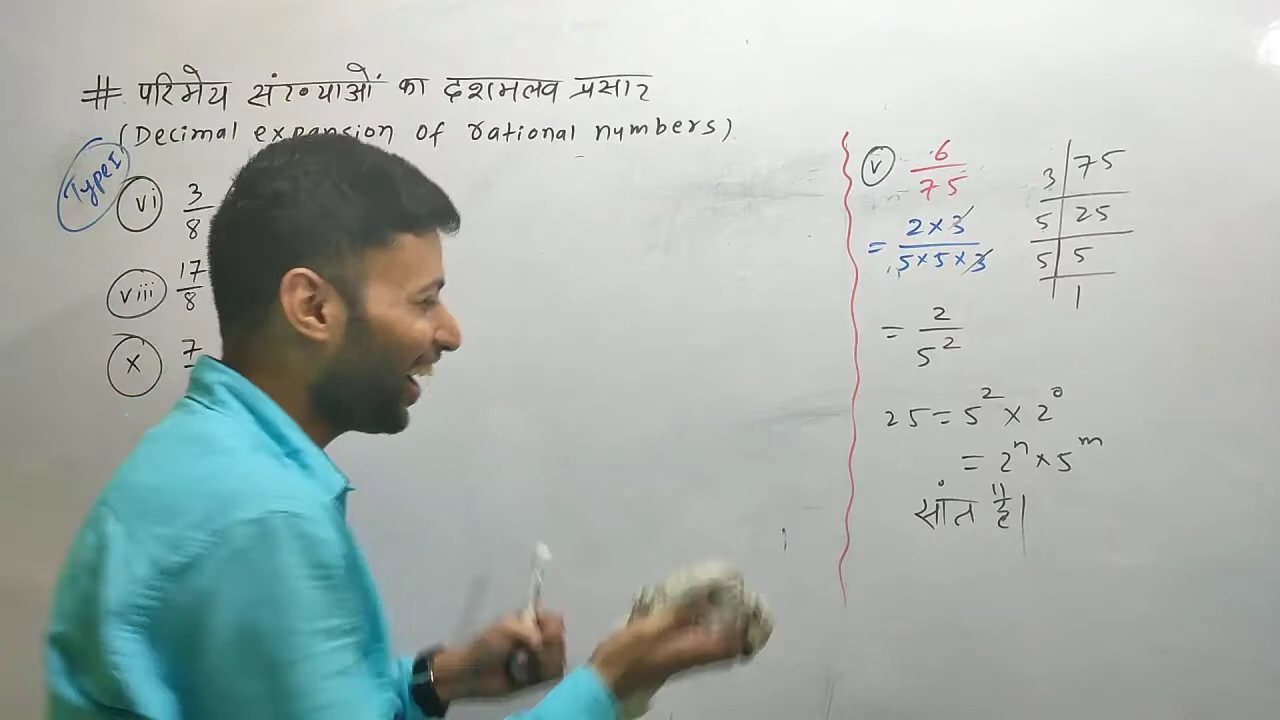 # परिमेय संख्याओं का दशमलव प्रसार
(Decimal expansion of rational numbers)
Type I
vi 3/8
viii 17/8
x 7
v 6/75
= 2×3/5×5×3
= 2/5²
3 | 75
5 | 25
5 | 5
1
25 = 5² × 2⁰
= 2ⁿ × 5ᵐ
सांत है।